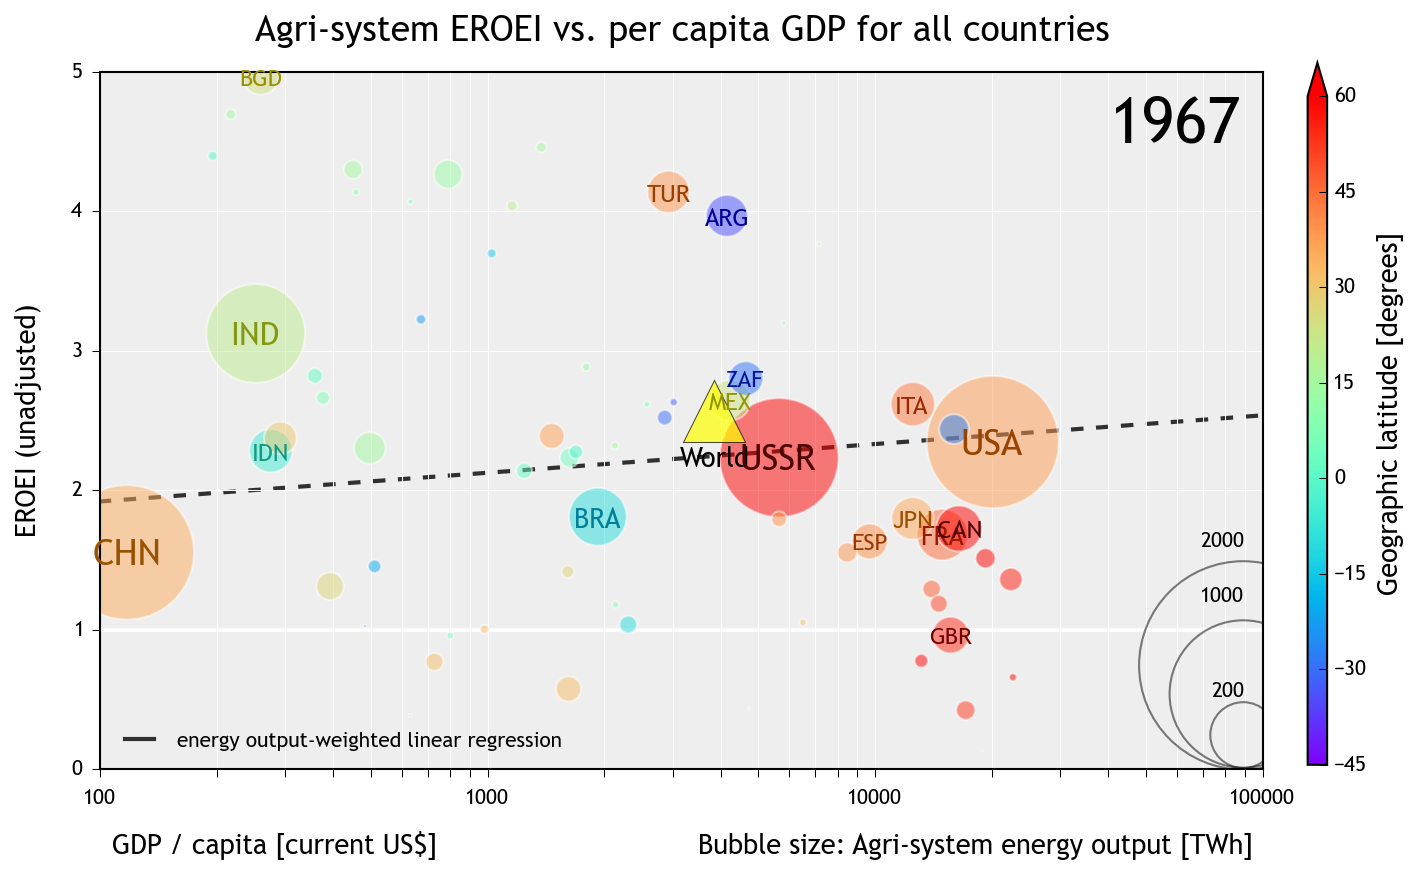 Agri-system EROEI vs. per capita GDP for all countries
1967
EROEI (unadjusted)
5
4
3
2
1
0
BGD
TUR
ARG
IND
ZAF
MEX
ITA
USA
IDN
World
USSR
BRA
JPN
FRA
CAN
ESP
CHN
GBR
2000
1000
200
energy output-weighted linear regression
100
1000
10000
100000
GDP / capita [current US$]
Bubble size: Agri-system energy output [TWh]
60
45
30
15
0
−15
−30
−45
Geographic latitude [degrees]